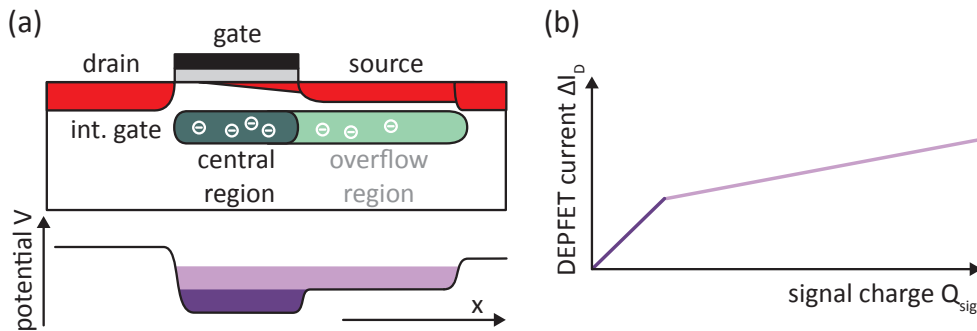 (a)
gate
drain
source
int. gate
central
region
overflow
region
potential V
x
(b)
DEPFET current ΔI_D
signal charge Q_sig